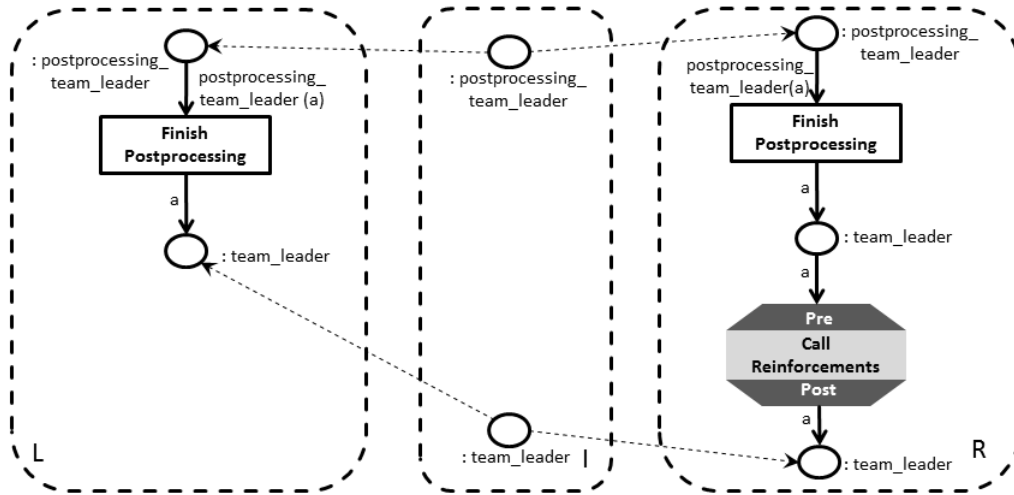 : postprocessing_
team_leader
postprocessing_
team_leader (a)
Finish
Postprocessing
a
: team_leader
L
: postprocessing_
team_leader
: team_leader
I
: postprocessing_
team_leader
postprocessing_
team_leader(a)
Finish
Postprocessing
a
: team_leader
a
Pre
Call
Reinforcements
Post
a
: team_leader
R